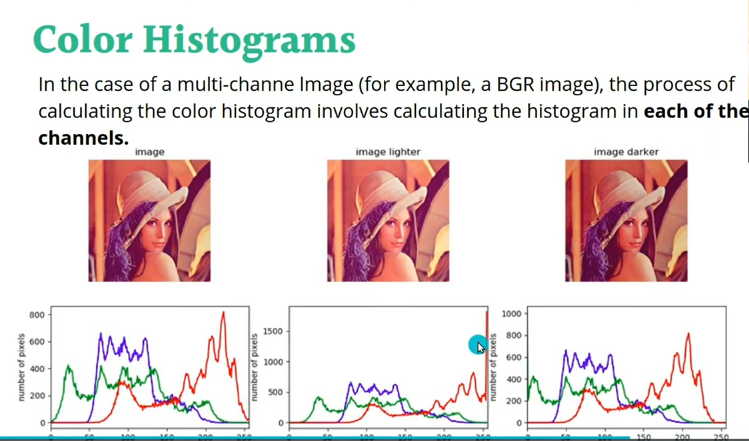 Color Histograms
In the case of a multi-channe Image (for example, a BGR image), the process of
calculating the color histogram involves calculating the histogram in each of the
channels.
image
image lighter
image darker
number of pixels
800
600
400
200
0
number of pixels
1500
1000
500
0
number of pixels
1000
800
600
400
200
0
0 50 100 150 200 250
0 50 100 150 200 250
0 50 100 150 200 250